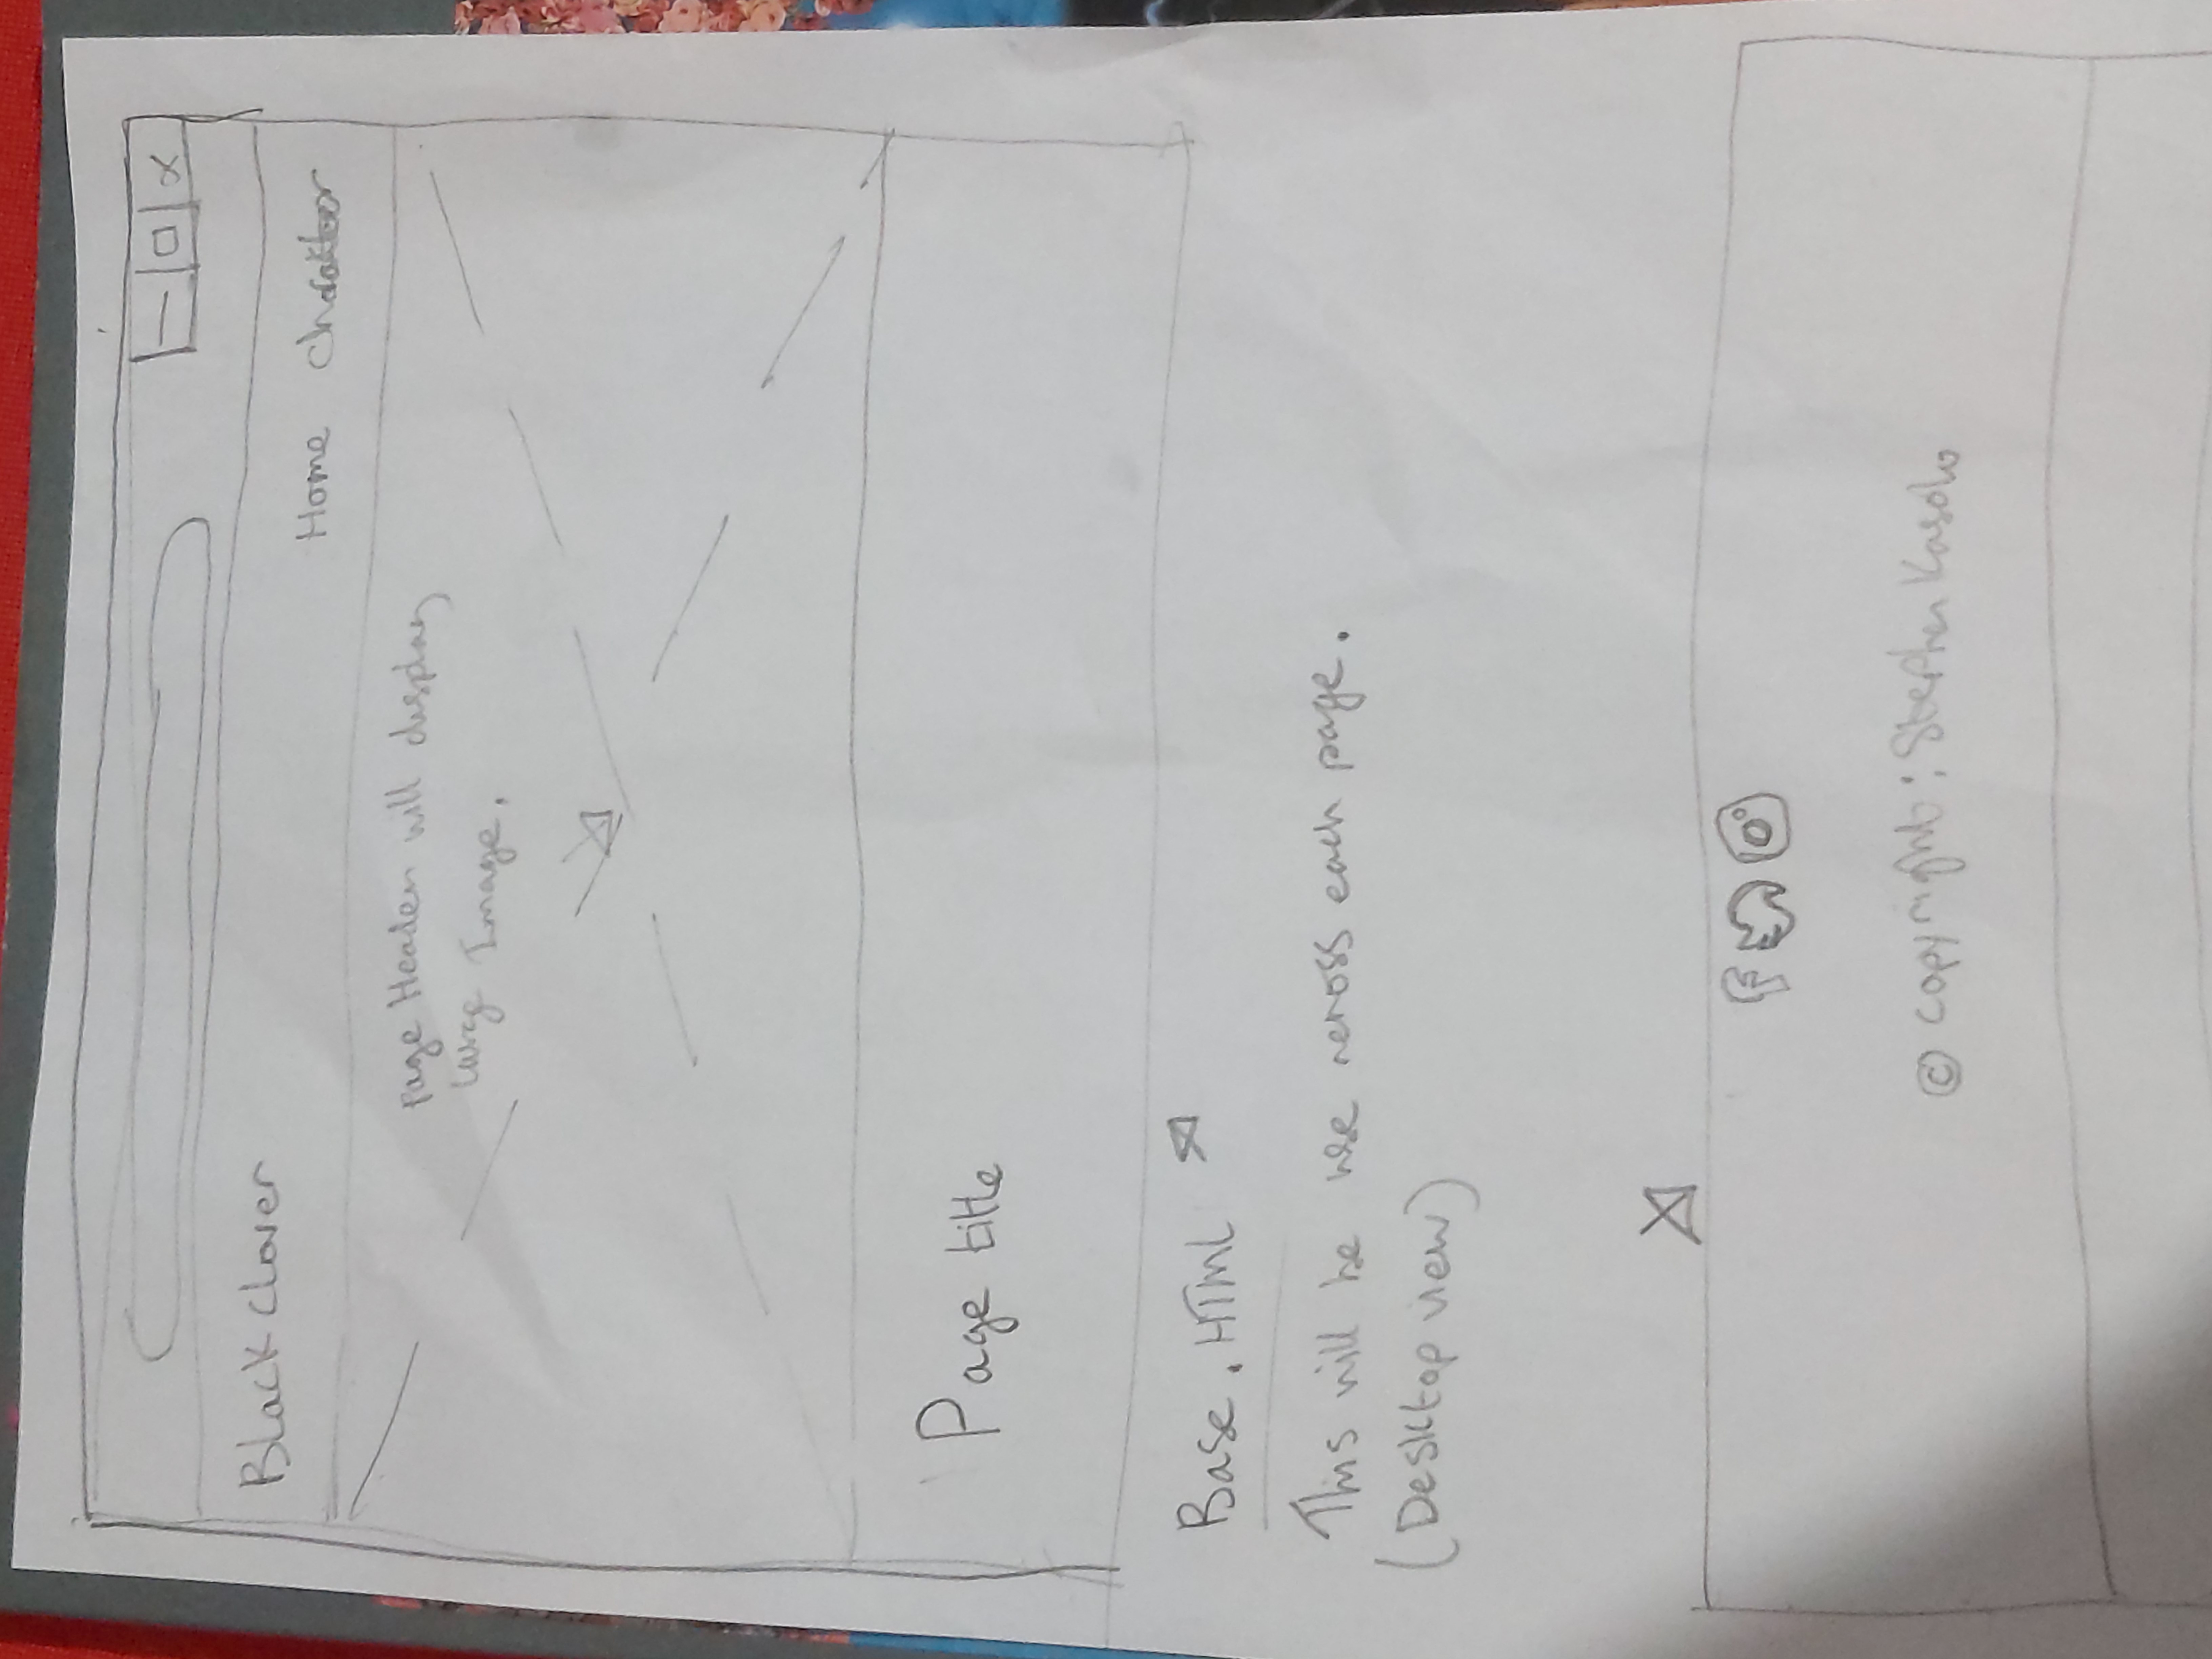 Black clover
Home Charakter
page Header will display
large Image.
Page title
Base.HTml
This will be use across each page.
(Desktop view)
© copyright: Stephen Kasolo